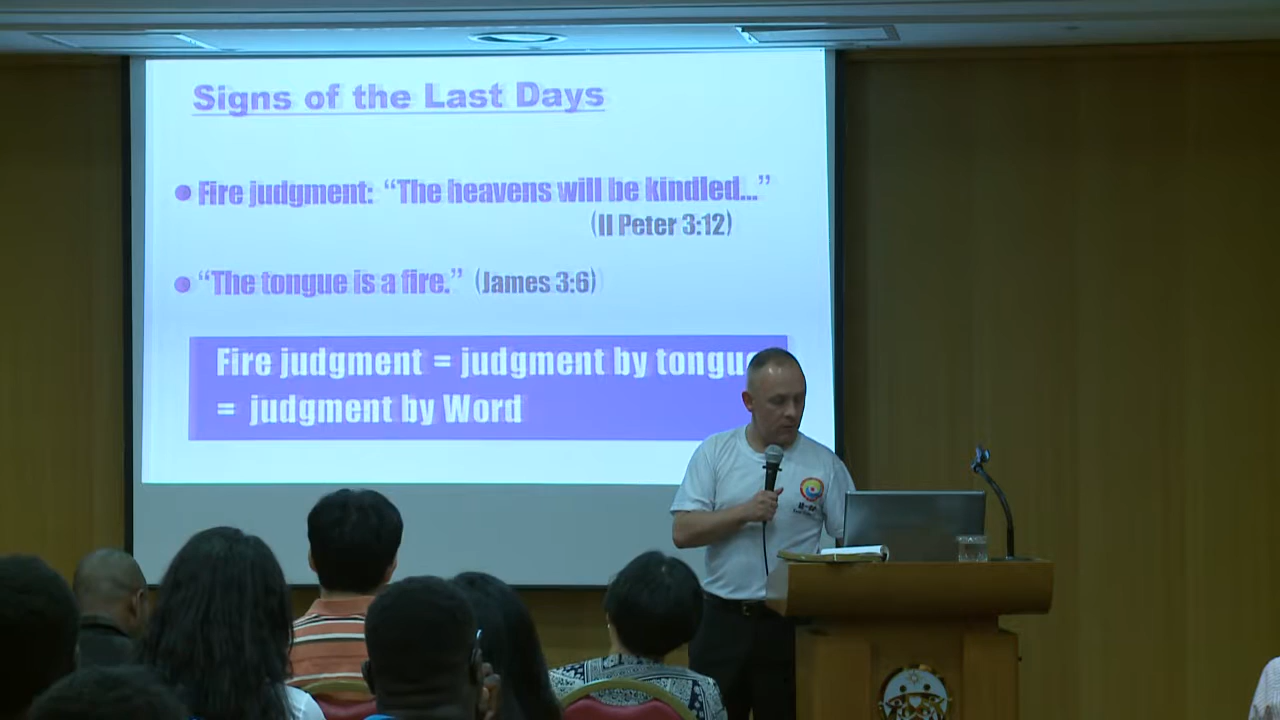 Signs of the Last Days
• Fire judgment: “The heavens will be kindled...”
(II Peter 3:12)
• “The tongue is a fire.” (James 3:6)
Fire judgment = judgment by tongue
= judgment by Word